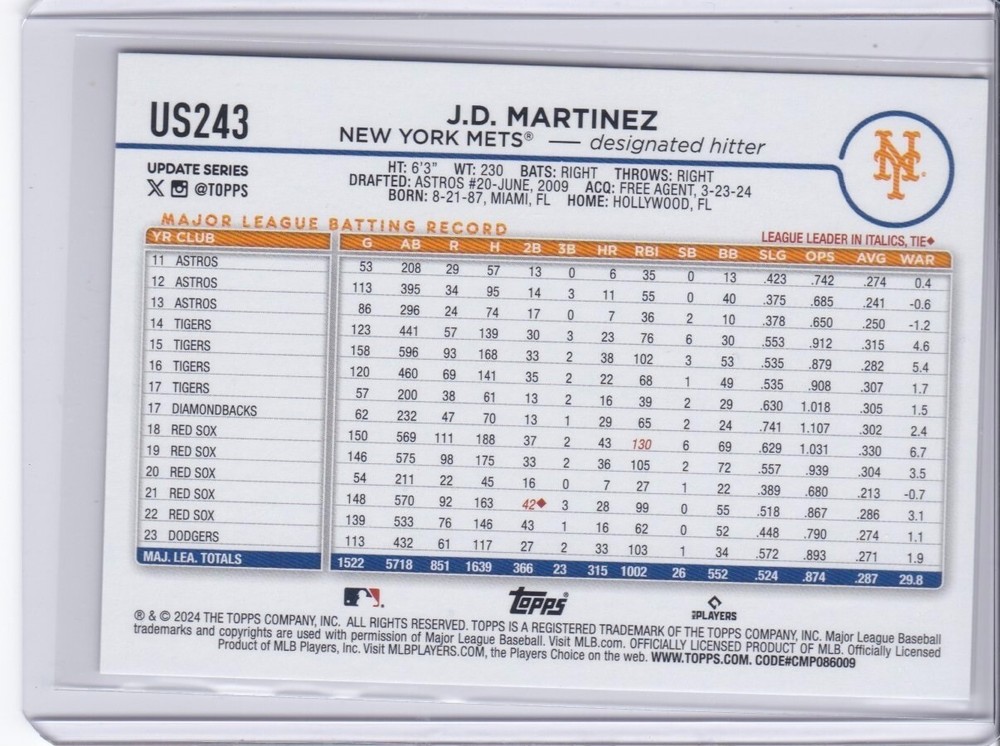 US243
J.D. MARTINEZ
NEW YORK METS® — designated hitter
NY
UPDATE SERIES
@TOPPS
HT: 6'3" WT: 230 BATS: RIGHT THROWS: RIGHT
DRAFTED: ASTROS #20-JUNE, 2009 ACQ: FREE AGENT, 3-23-24
BORN: 8-21-87, MIAMI, FL HOME: HOLLYWOOD, FL
MAJOR LEAGUE BATTING RECORD
LEAGUE LEADER IN ITALICS, TIE◆
YR CLUB G AB R H 2B 3B HR RBI SB BB SLG OPS AVG WAR
11 ASTROS 53 208 29 57 13 0 6 35 0 13 .423 .742 .274 0.4
12 ASTROS 113 395 34 95 14 3 11 55 0 40 .375 .685 .241 -0.6
13 ASTROS 86 296 24 74 17 0 7 36 2 10 .378 .650 .250 -1.2
14 TIGERS 123 441 57 139 30 3 23 76 6 30 .553 .912 .315 4.6
15 TIGERS 158 596 93 168 33 2 38 102 3 53 .535 .879 .282 5.4
16 TIGERS 120 460 69 141 35 2 22 68 1 49 .535 .908 .307 1.7
17 TIGERS 57 200 38 61 13 2 16 39 2 29 .630 1.018 .305 1.5
17 DIAMONDBACKS 62 232 47 70 13 1 29 65 2 24 .741 1.107 .302 2.4
18 RED SOX 150 569 111 188 37 2 43 130 6 69 .629 1.031 .330 6.7
19 RED SOX 146 575 98 175 33 2 36 105 2 72 .557 .939 .304 3.5
20 RED SOX 54 211 22 45 16 0 7 27 1 22 .389 .680 .213 -0.7
21 RED SOX 148 570 92 163 42◆ 3 28 99 0 55 .518 .867 .286 3.1
22 RED SOX 139 533 76 146 43 1 16 62 0 52 .448 .790 .274 1.1
23 DODGERS 113 432 61 117 27 2 33 103 1 34 .572 .893 .271 1.9
MAJ. LEA. TOTALS 1522 5718 851 1639 366 23 315 1002 26 552 .524 .874 .287 29.8
Topps®
PLAYERS
® & © 2024 THE TOPPS COMPANY, INC. ALL RIGHTS RESERVED. TOPPS IS A REGISTERED TRADEMARK OF THE TOPPS COMPANY, INC. Major League Baseball
trademarks and copyrights are used with permission of Major League Baseball. Visit MLB.com. OFFICIALLY LICENSED PRODUCT OF MLB. Officially Licensed
Product of MLB Players, Inc. Visit MLBPLAYERS.COM, the Players Choice on the web. WWW.TOPPS.COM. CODE#CMP086009